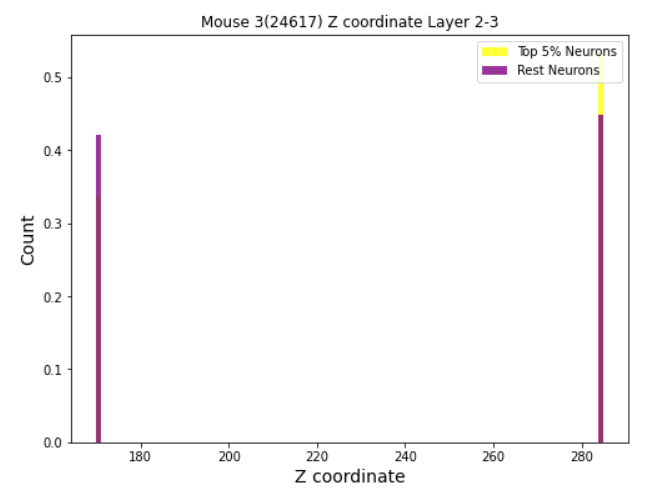 Mouse 3(24617) Z coordinate Layer 2-3
Top 5% Neurons
Rest Neurons
0.5
0.4
0.3
0.2
0.1
0.0
Count
180 200 220 240 260 280
Z coordinate